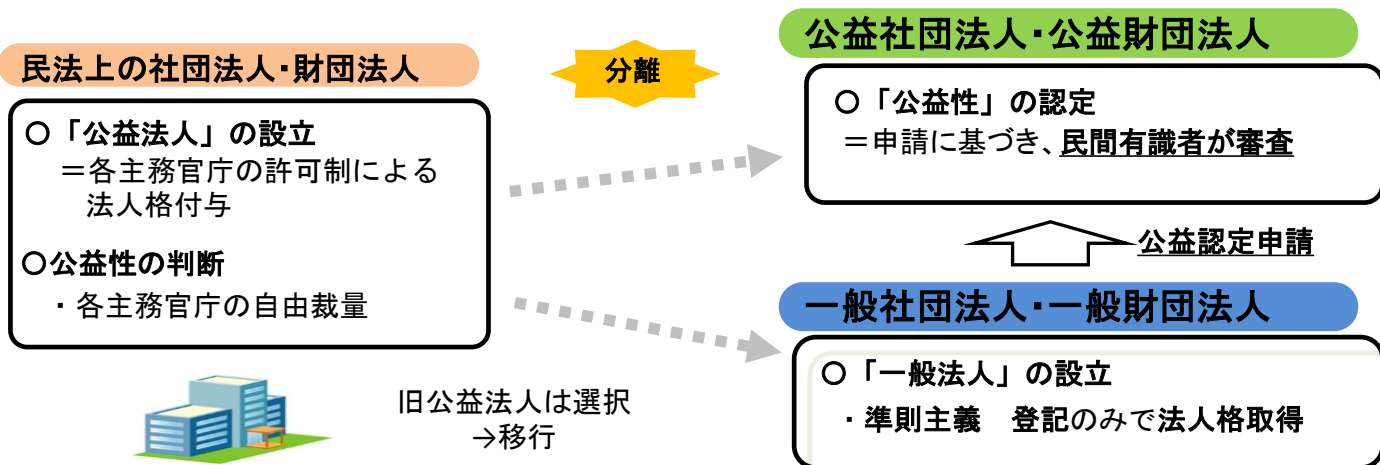 民法上の社団法人・財団法人
○「公益法人」の設立
＝各主務官庁の許可制による
法人格付与
○公益性の判断
・各主務官庁の自由裁量
旧公益法人は選択
→移行
分離
公益社団法人・公益財団法人
○「公益性」の認定
＝申請に基づき、民間有識者が審査
公益認定申請
一般社団法人・一般財団法人
○「一般法人」の設立
・準則主義　登記のみで法人格取得